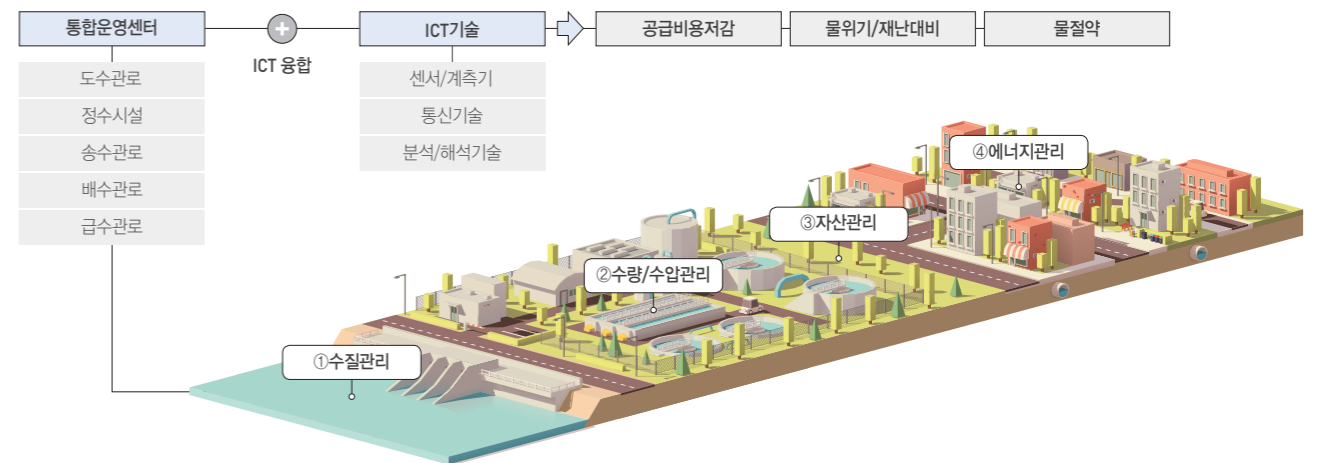 통합운영센터
ICT 융합
ICT기술
공급비용저감
물위기/재난대비
물절약
도수관로
정수시설
송수관로
배수관로
급수관로
센서/계측기
통신기술
분석/해석기술
④에너지관리
③자산관리
②수량/수압관리
①수질관리